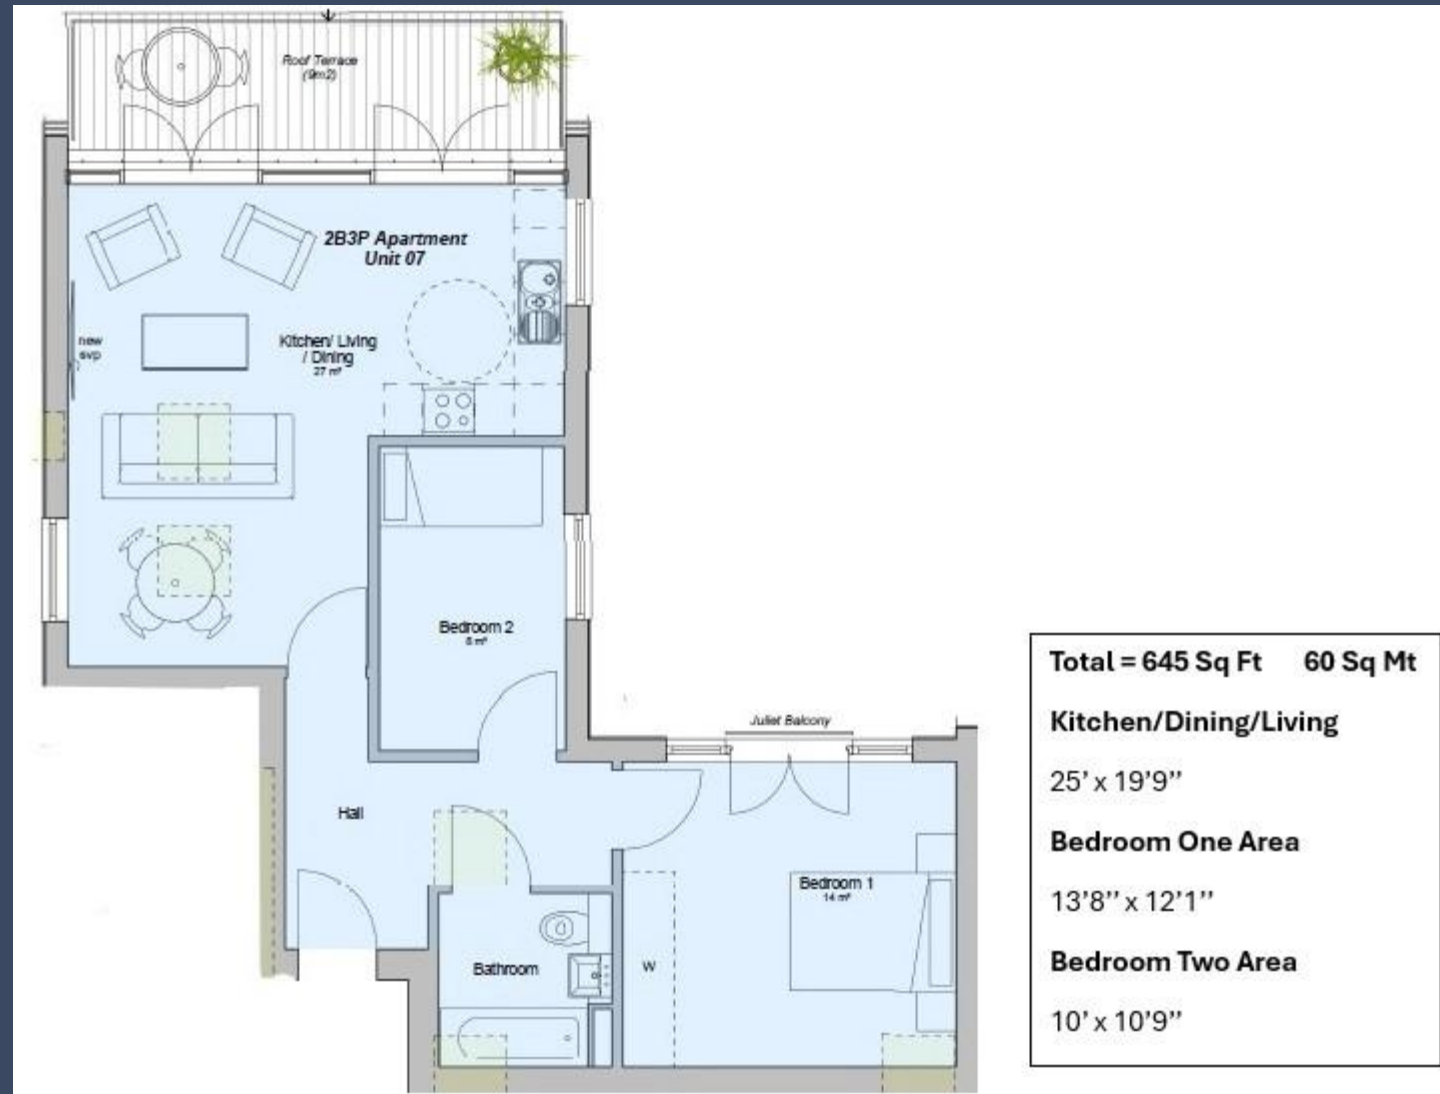 Roof Terrace
(9m2)
2B3P Apartment
Unit 07
new
svp
Kitchen/ Living
/ Dining
27 m²
Bedroom 2
8 m²
Juliet Balcony
Hall
Bedroom 1
14 m²
Bathroom
W
Total = 645 Sq Ft 60 Sq Mt
Kitchen/Dining/Living
25’ x 19’9’’
Bedroom One Area
13’8’’ x 12’1’’
Bedroom Two Area
10’ x 10’9’’